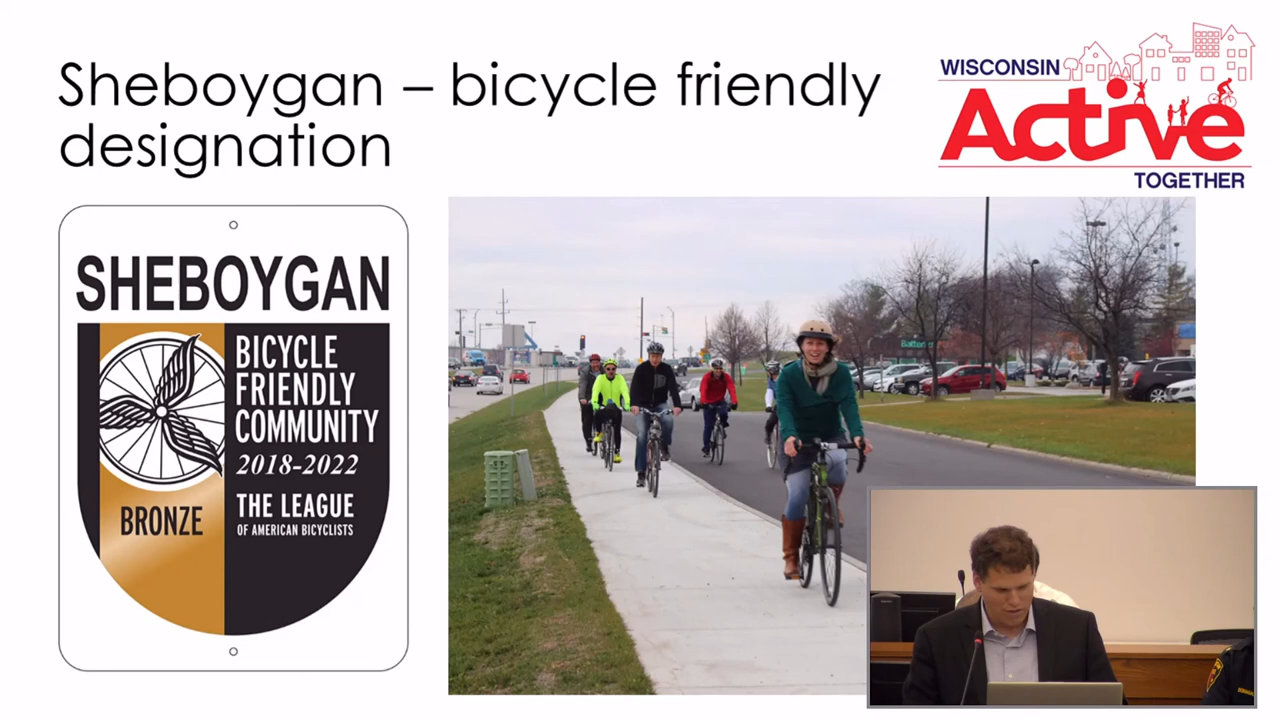 Sheboygan – bicycle friendly
designation
WISCONSIN
Active
TOGETHER
SHEBOYGAN
BICYCLE
FRIENDLY
COMMUNITY
2018-2022
BRONZE
THE LEAGUE
OF AMERICAN BICYCLISTS